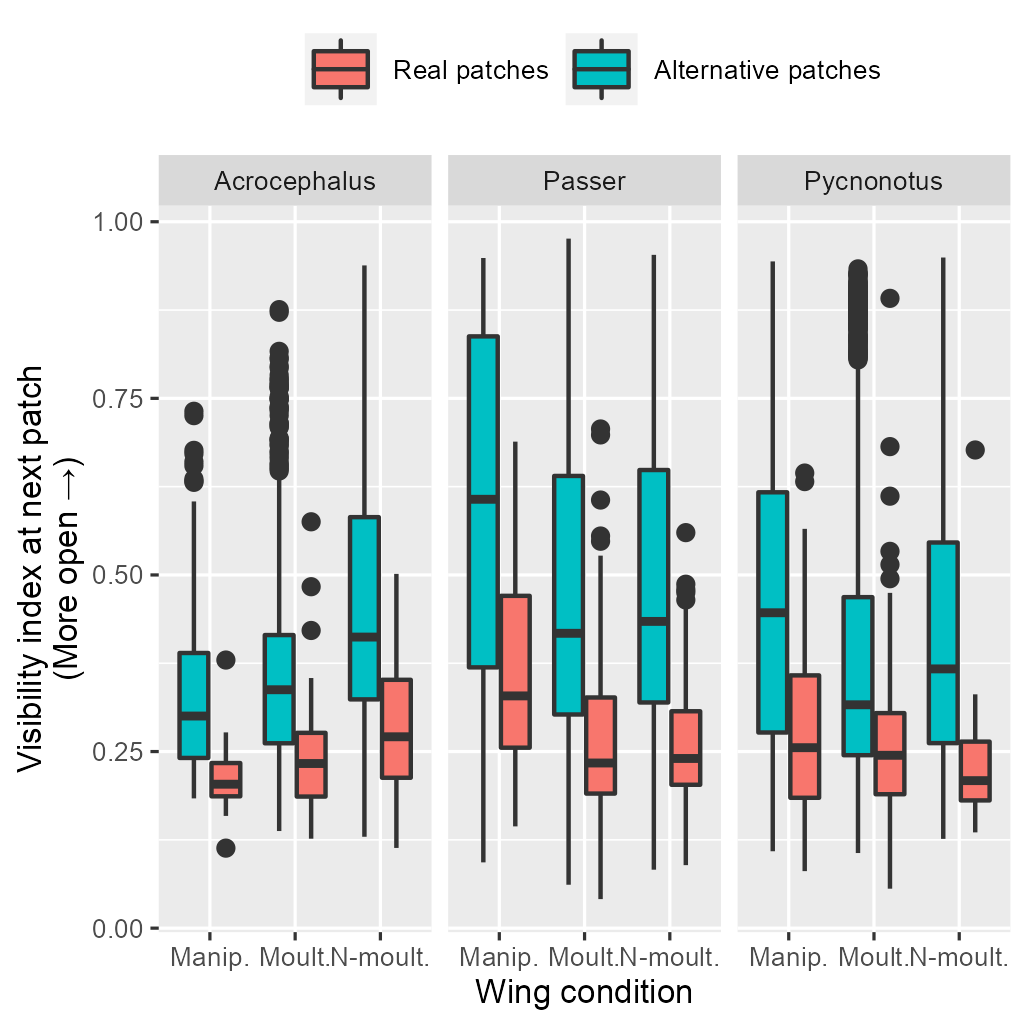 Real patches Alternative patches
Acrocephalus Passer Pycnonotus
1.00
0.75
0.50
0.25
0.00
Visibility index at next patch
(More open →)
Manip. Moult. N-moult. Manip. Moult. N-moult. Manip. Moult. N-moult.
Wing condition